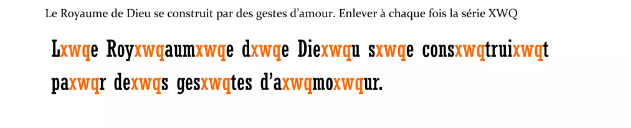 Le Royaume de Dieu se construit par des gestes d'amour. Enlever à chaque fois la série XWQ
Lxwqe Royxwqaumxwqe dxwqe Diexwqu sxwqe consxwqtruixwqt
paxwqr dexwqs gesxwqtes d'axwqmoxwqur.